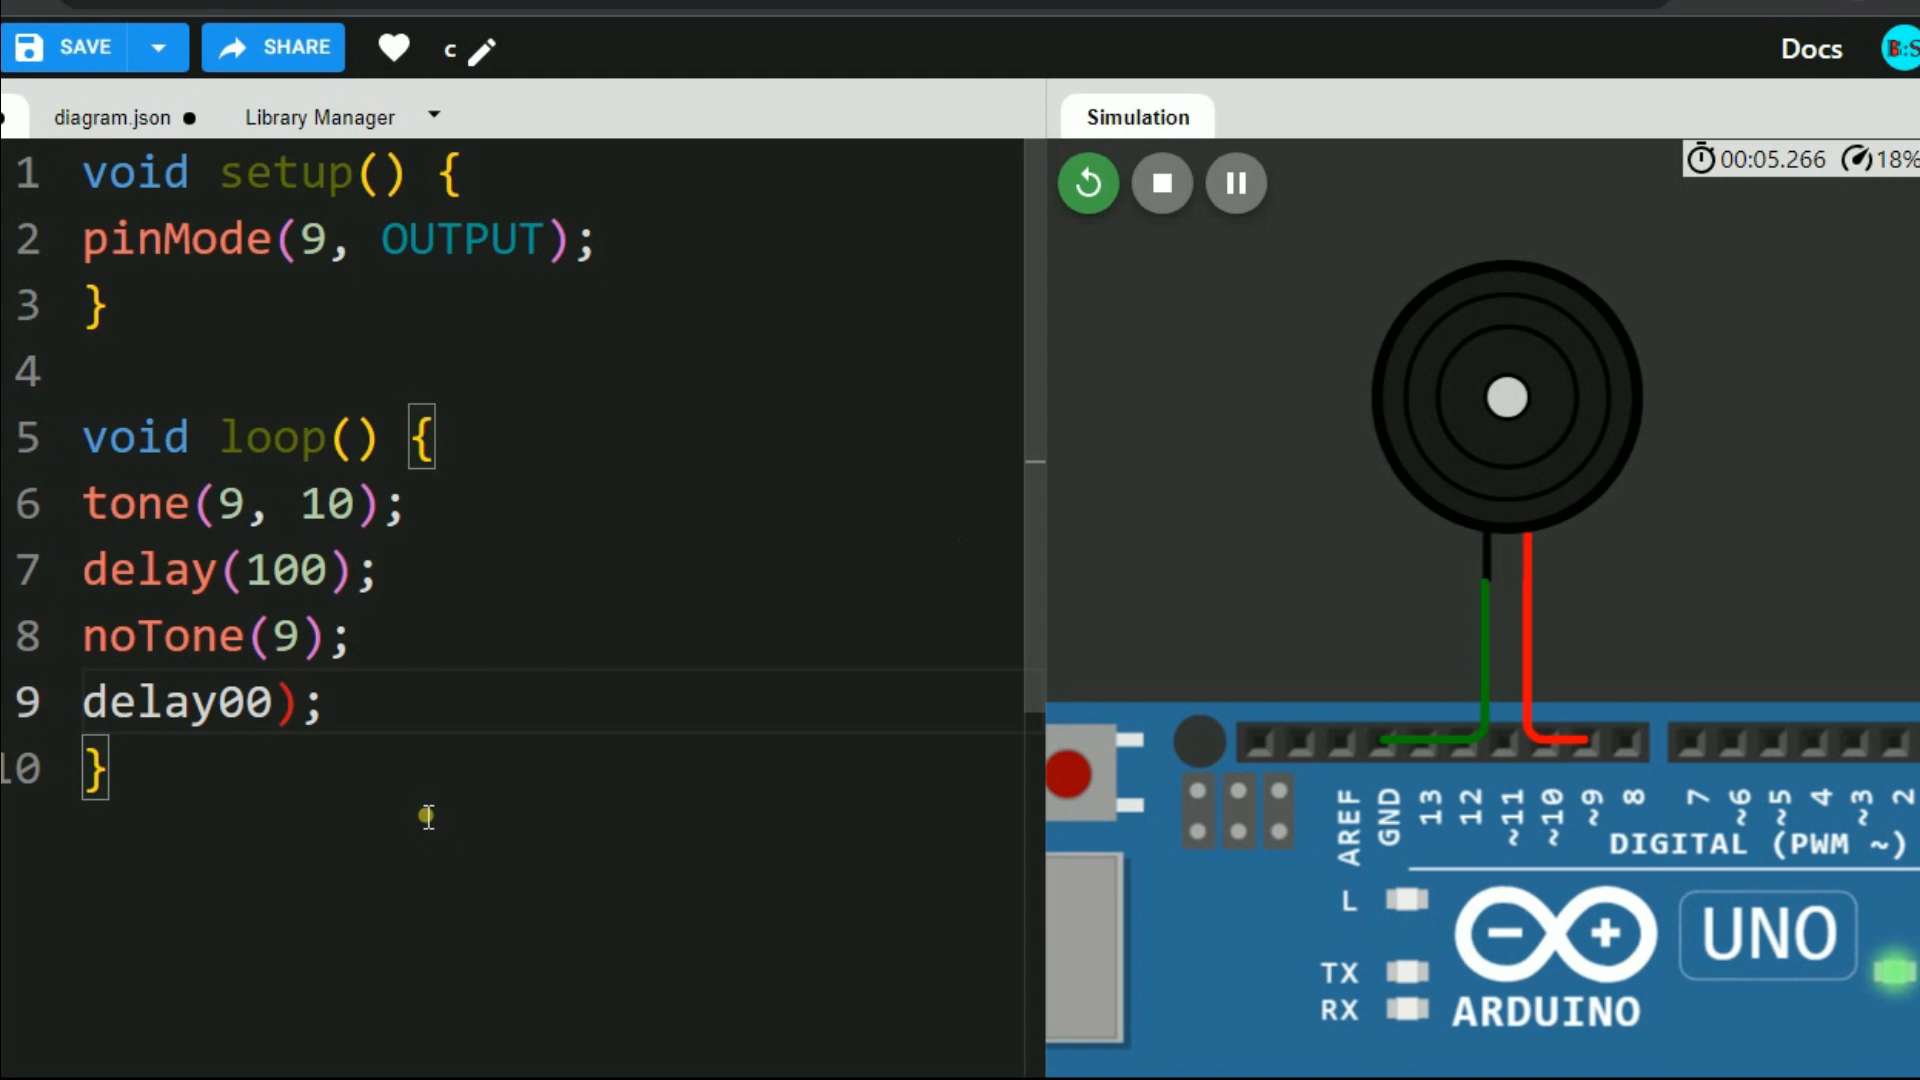 SAVE SHARE c Docs B:S
diagram.json Library Manager Simulation
00:05.266 18%
1 void setup() {
2 pinMode(9, OUTPUT);
3 }
4
5 void loop() {
6 tone(9, 10);
7 delay(100);
8 noTone(9);
9 delay00);
10 }
AREF GND 13 12 ~11 ~10 ~9 8 7 ~6 ~5 4 ~3 2
DIGITAL (PWM ~)
L
UNO
TX
RX ARDUINO